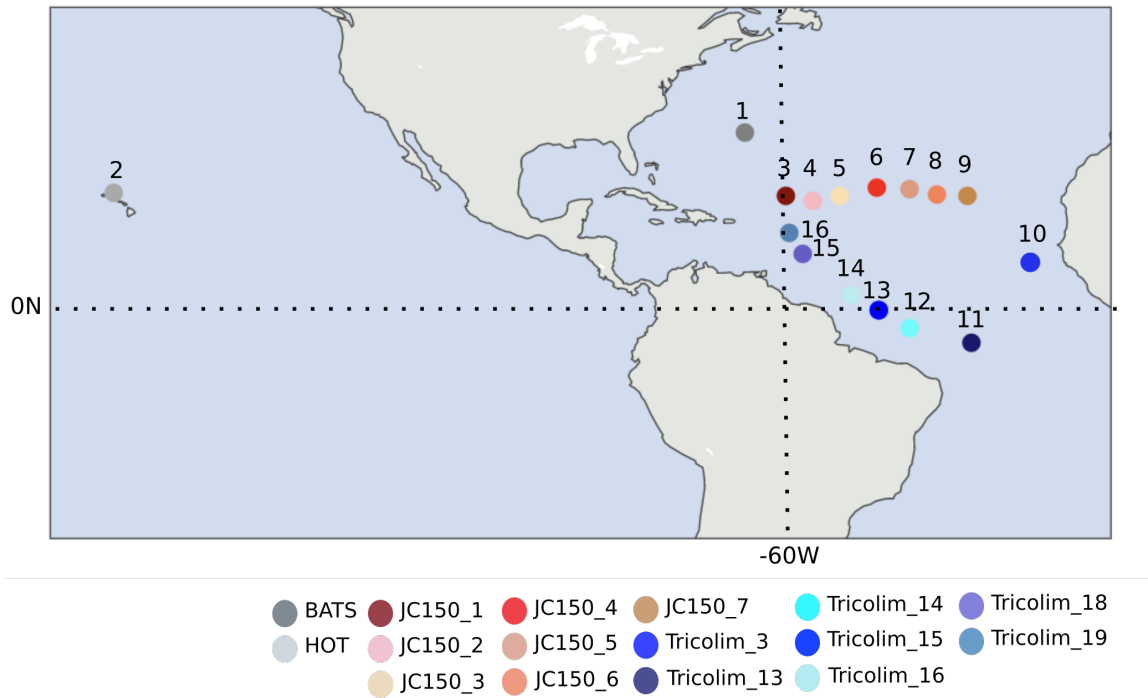 1
2
3 4 5 6 7 8 9
16
15
10
14
13
12
11
0N
-60W
BATS
HOT
JC150_1
JC150_2
JC150_3
JC150_4
JC150_5
JC150_6
JC150_7
Tricolim_3
Tricolim_13
Tricolim_14
Tricolim_15
Tricolim_16
Tricolim_18
Tricolim_19